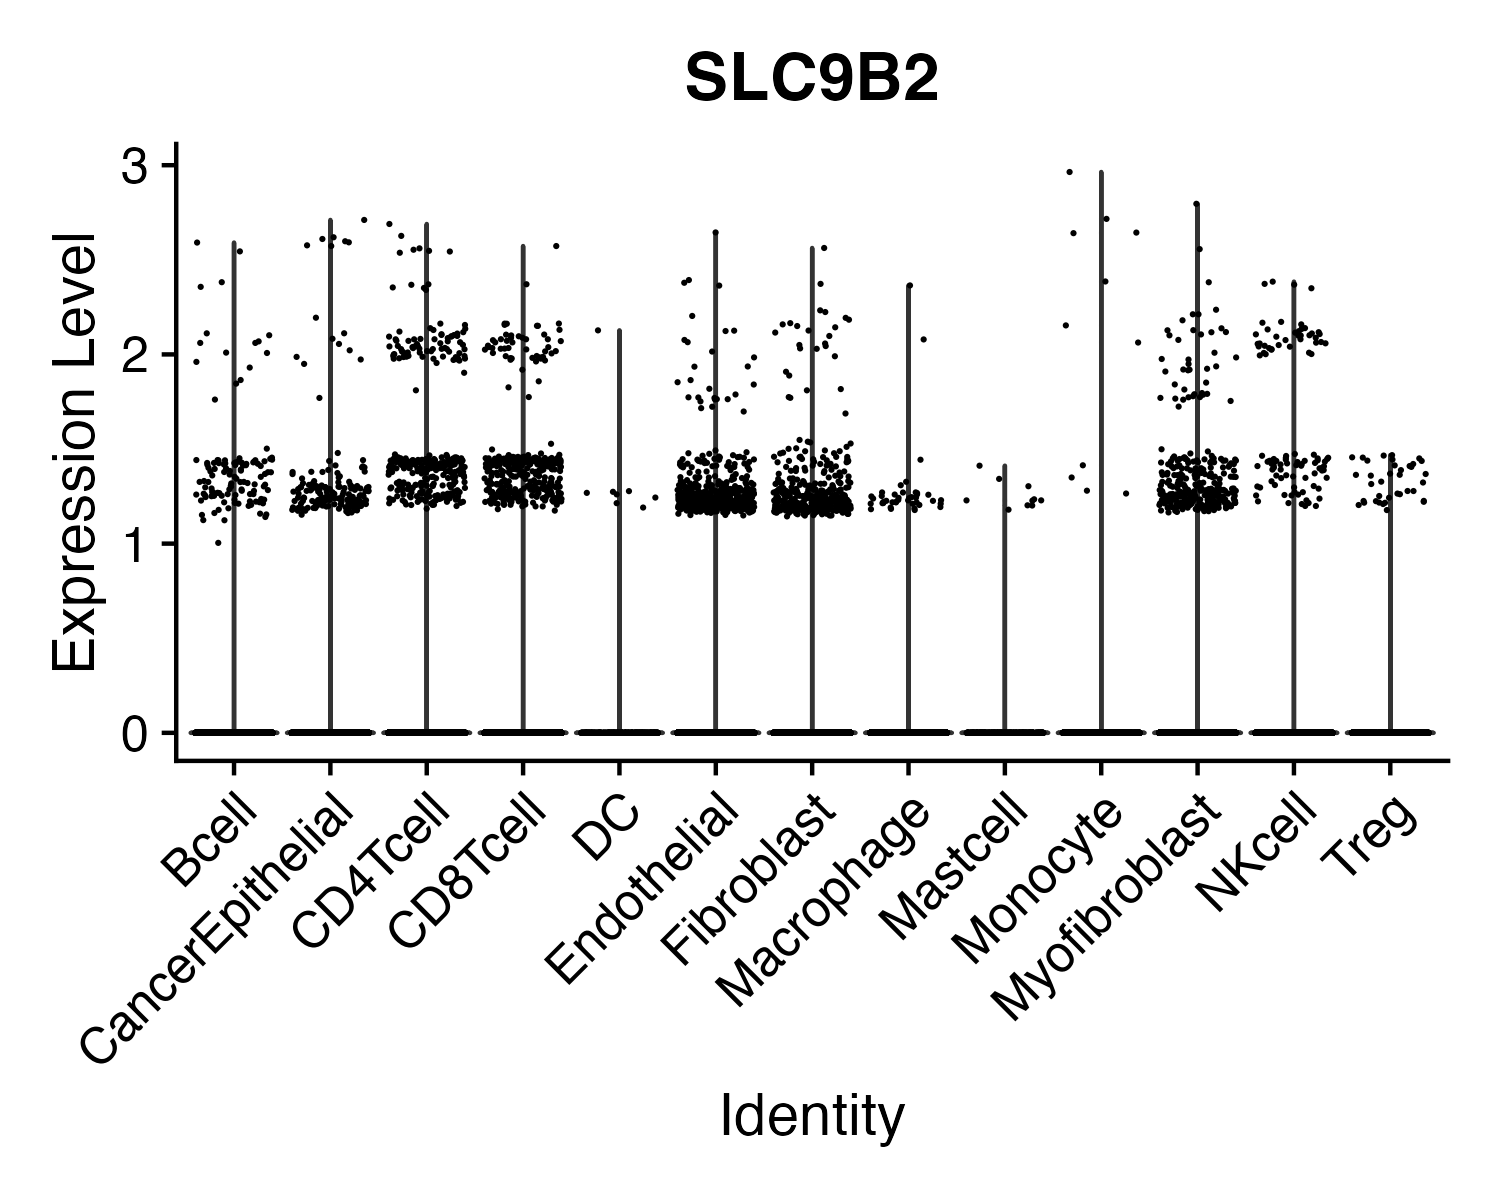 SLC9B2
Expression Level
3
2
1
0
Bcell
CancerEpithelial
CD4Tcell
CD8Tcell
DC
Endothelial
Fibroblast
Macrophage
Mastcell
Monocyte
Myofibroblast
NKcell
Treg
Identity